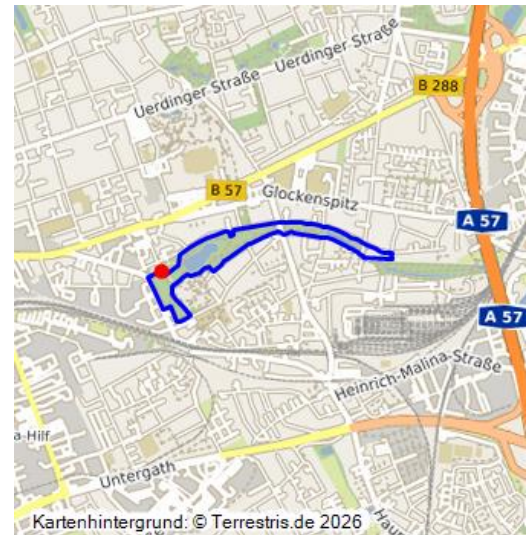 Uerdinger Straße
Uerdinger Straße
B 288
B 57
Glockenspitz
A 57
A 57
Heinrich-Malina-Straße
a-Hilf
Untergath
Kartenhintergrund: © Terrestris.de 2026